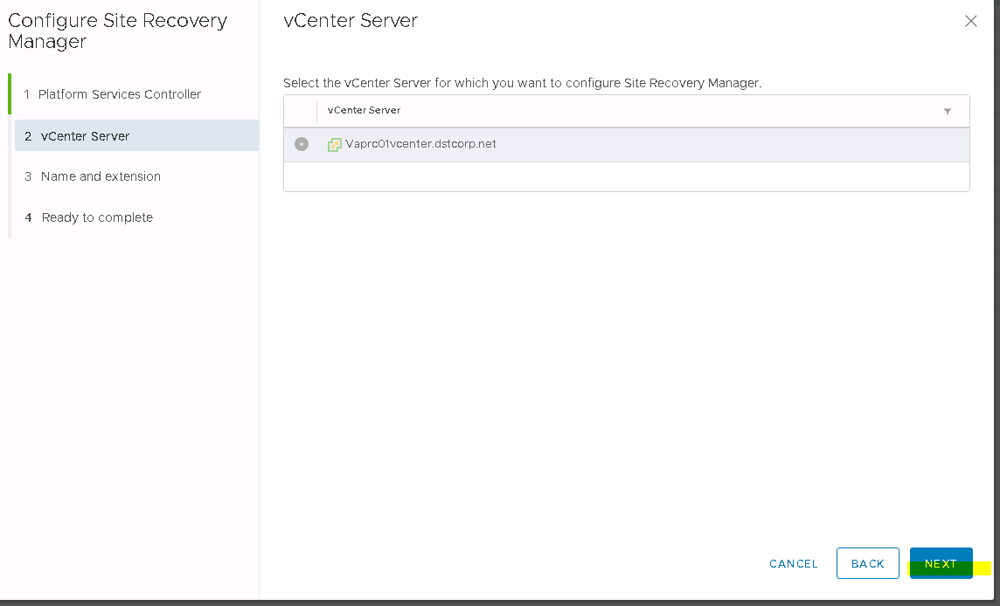 Configure Site Recovery
Manager
1 Platform Services Controller
2 vCenter Server
3 Name and extension
4 Ready to complete
vCenter Server
Select the vCenter Server for which you want to configure Site Recovery Manager.
vCenter Server
Vaprc01vcenter.dstcorp.net
CANCEL BACK NEXT